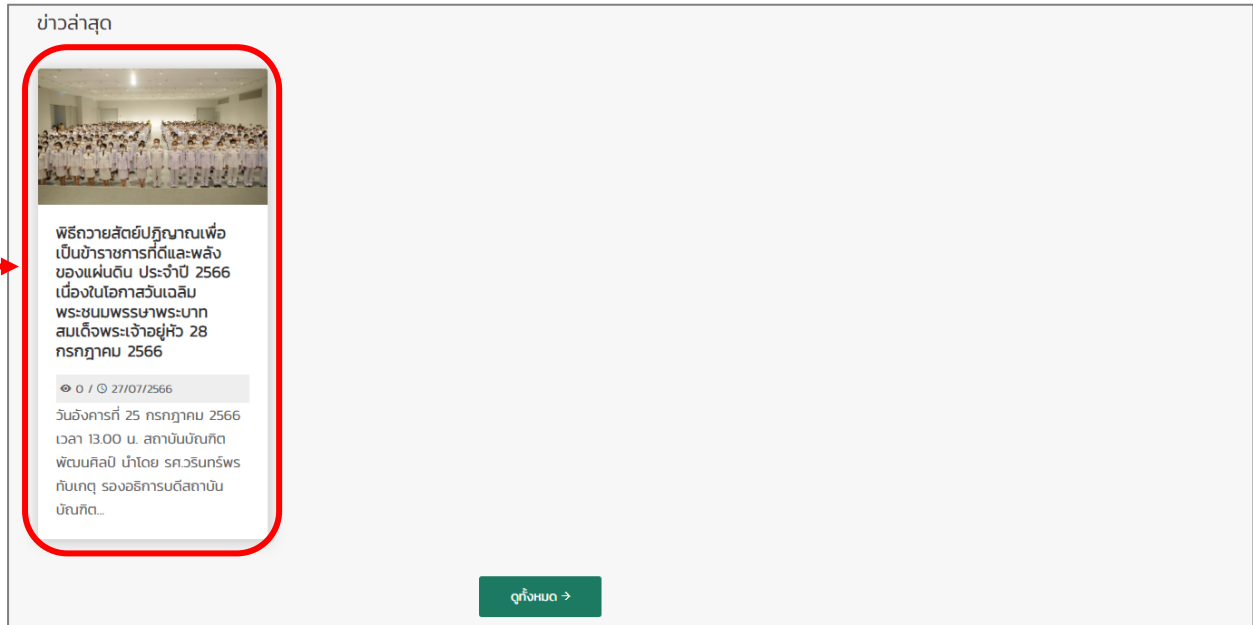 ข่าวล่าสุด
พิธีถวายสัตย์ปฏิญาณเพื่อ
เป็นข้าราชการที่ดีและพลัง
ของแผ่นดิน ประจำปี 2566
เนื่องในโอกาสวันเฉลิม
พระชนมพรรษาพระบาท
สมเด็จพระเจ้าอยู่หัว 28
กรกฎาคม 2566
0 / 27/07/2566
วันอังคารที่ 25 กรกฎาคม 2566
เวลา 13.00 น. สถาบันบัณฑิต
พัฒนศิลป์ นำโดย รศ.วรินทร์พร
ทับเกตุ รองอธิการบดีสถาบัน
บัณฑิต...
ดูทั้งหมด →